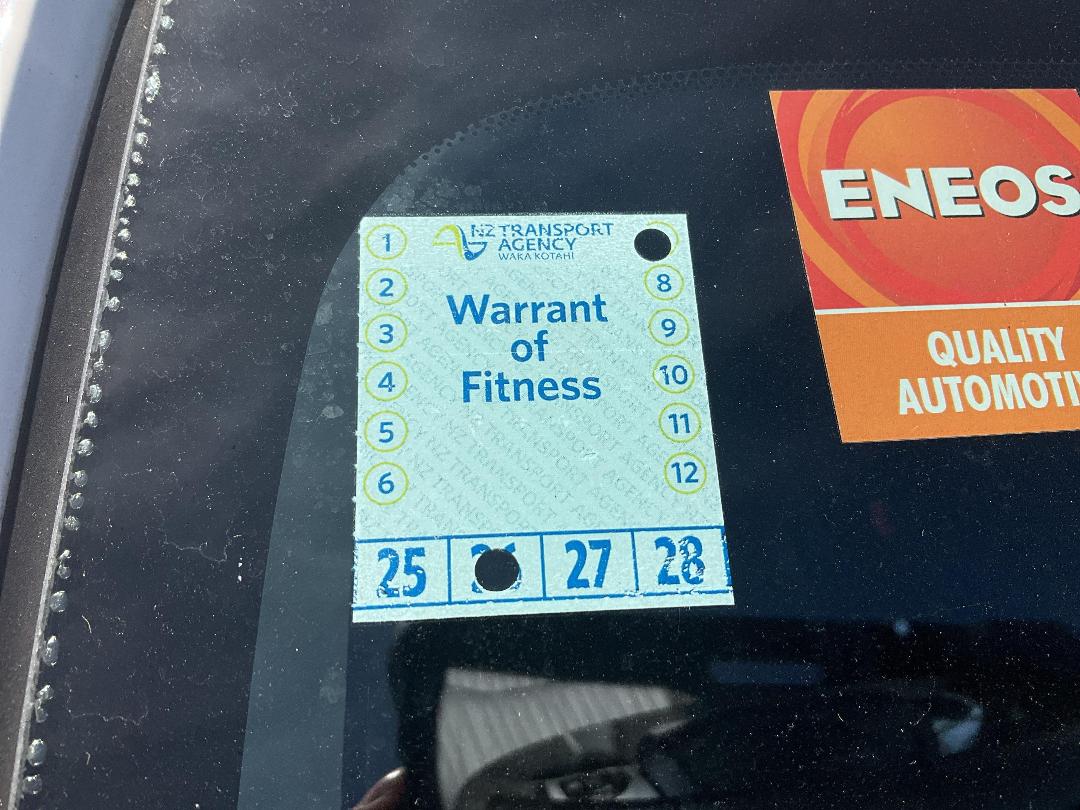 NZ TRANSPORT
AGENCY
WAKA KOTAHI
Warrant
of
Fitness
1
2
3
4
5
6
8
9
10
11
12
25 27 28
ENEOS
QUALITY